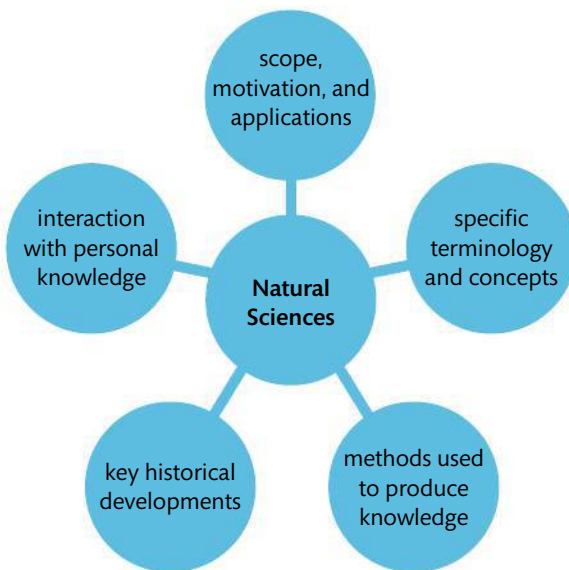 scope,
motivation, and
applications
interaction
with personal
knowledge
specific
terminology
and concepts
Natural
Sciences
key historical
developments
methods used
to produce
knowledge